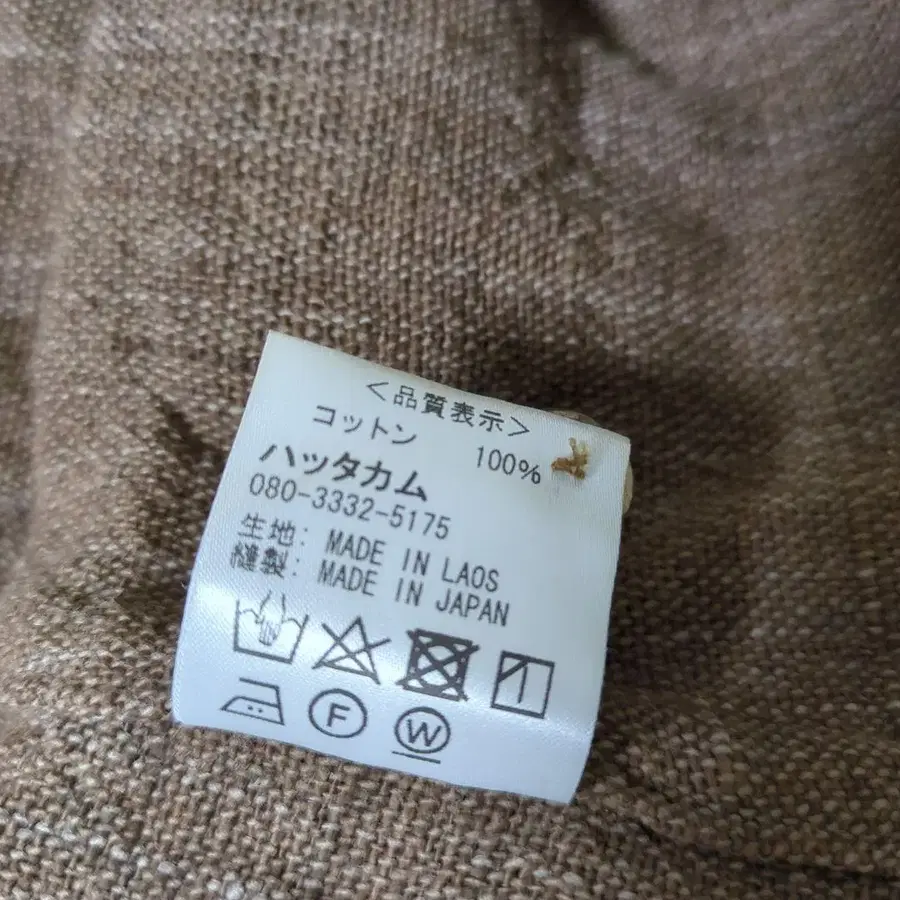 <品質表示>
コットン 100%
ハッタカム
080-3332-5175
生地: MADE IN LAOS
縫製: MADE IN JAPAN
F W